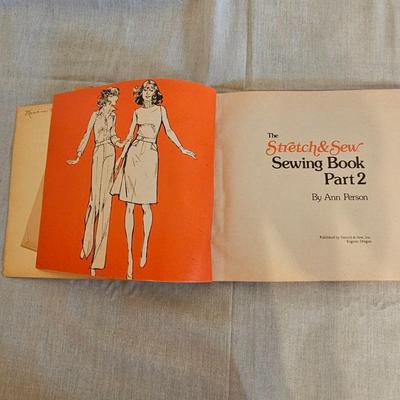 The
Stretch & Sew
Sewing Book
Part 2
By Ann Person
Published by Stretch & Sew, Inc.
Eugene, Oregon